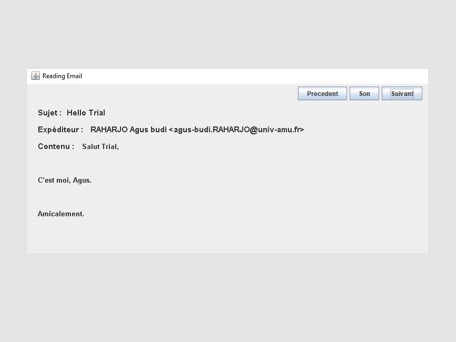 Reading Email
Precedent Son Suivant
Sujet : Hello Trial
Expéditeur : RAHARJO Agus budi <agus-budi.RAHARJO@univ-amu.fr>
Contenu : Salut Trial,
C'est moi, Agus.
Amicalement.